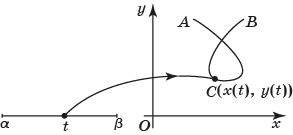 y
A
B
C(x(t), y(t))
α
t
β
O
x